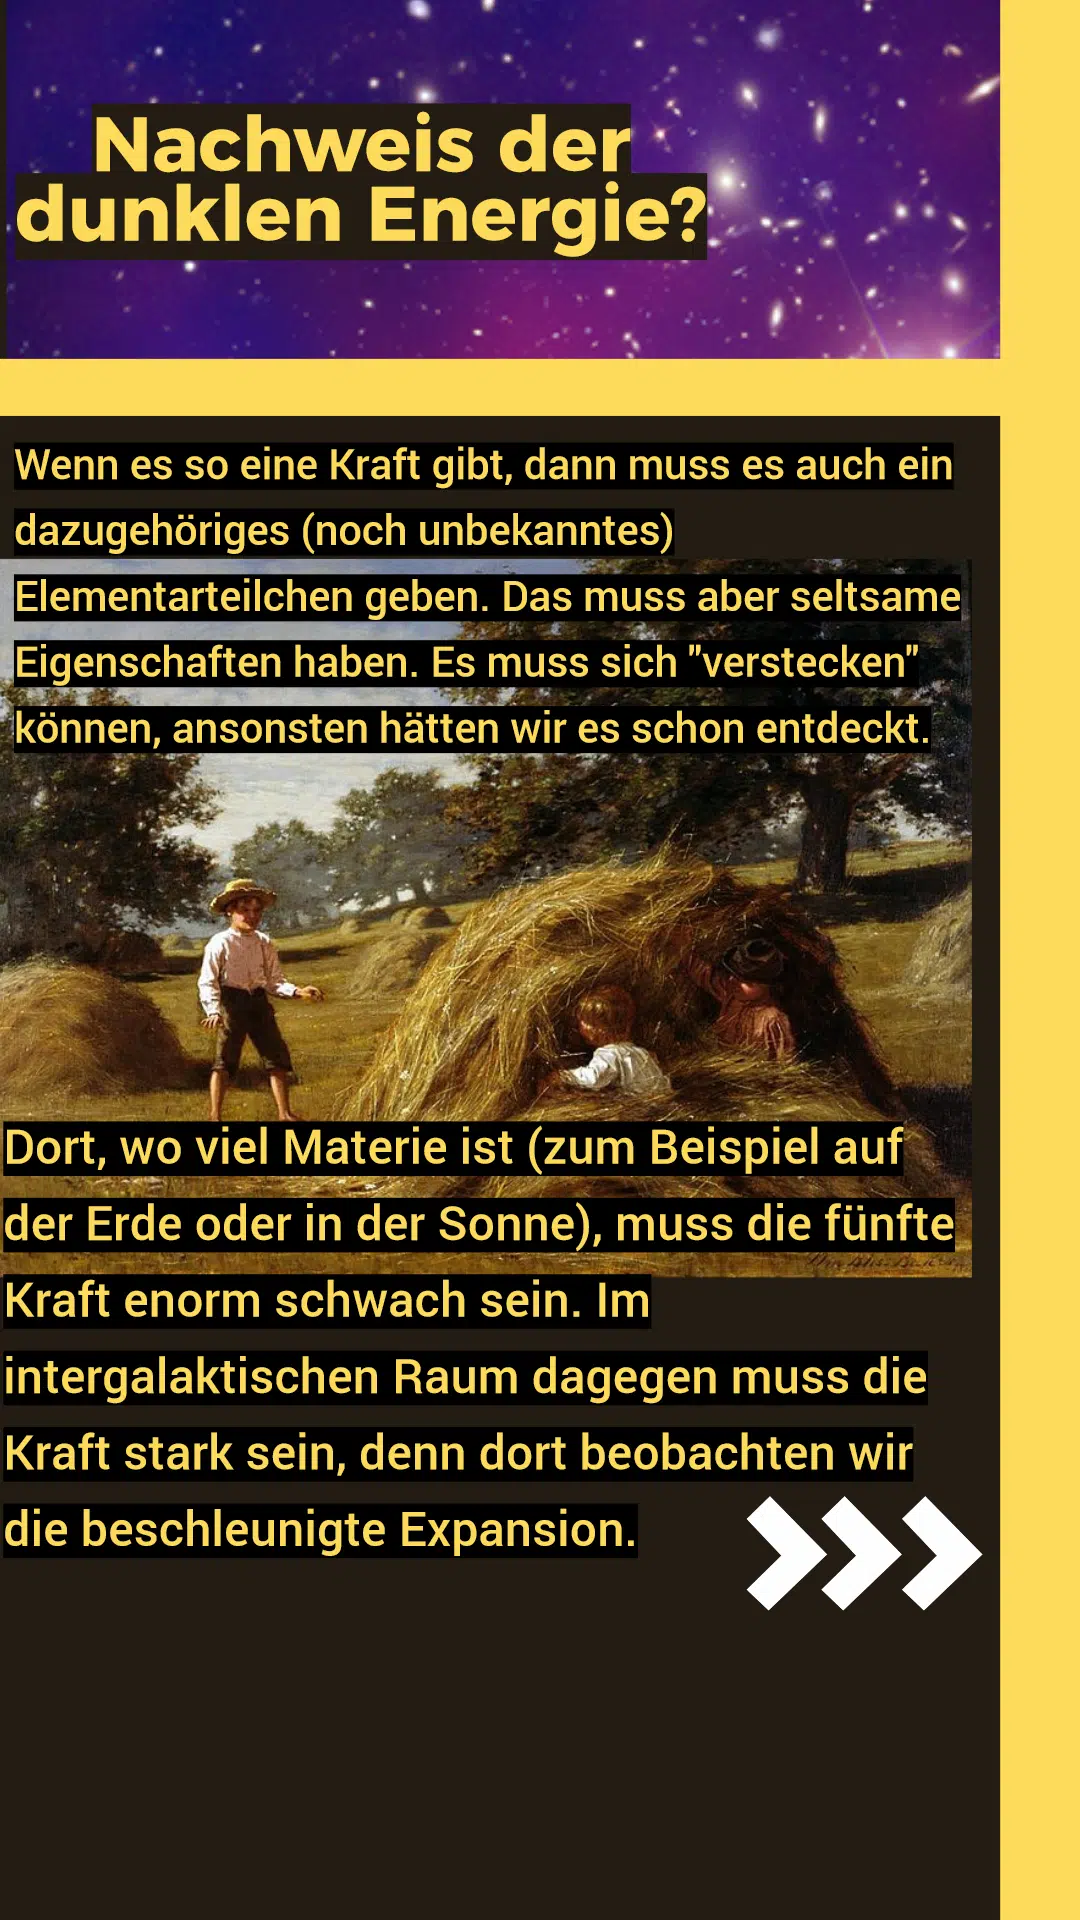 Nachweis der
dunklen Energie?
Wenn es so eine Kraft gibt, dann muss es auch ein
dazugehöriges (noch unbekanntes)
Elementarteilchen geben. Das muss aber seltsame
Eigenschaften haben. Es muss sich "verstecken"
können, ansonsten hätten wir es schon entdeckt.
Dort, wo viel Materie ist (zum Beispiel auf
der Erde oder in der Sonne), muss die fünfte
Kraft enorm schwach sein. Im
intergalaktischen Raum dagegen muss die
Kraft stark sein, denn dort beobachten wir
die beschleunigte Expansion.